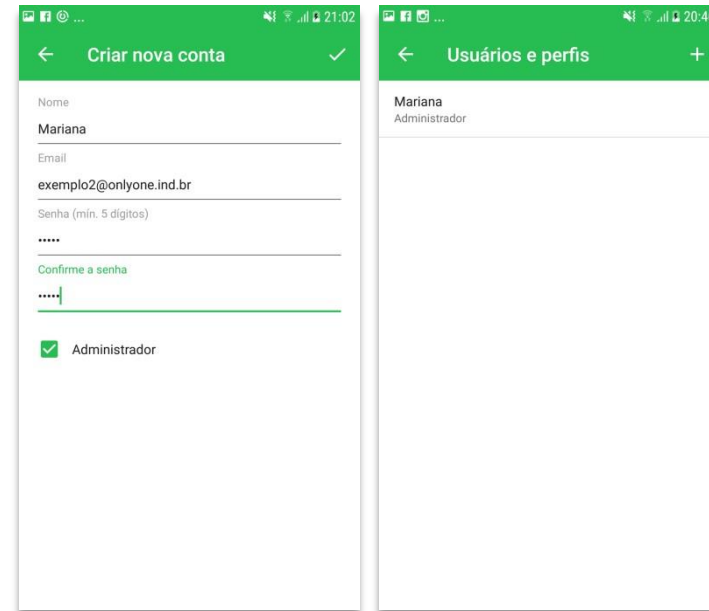 ... 21:02
Criar nova conta
Nome
Mariana
Email
exemplo2@onlyone.ind.br
Senha (mín. 5 dígitos)
•••••
Confirme a senha
•••••
Administrador
... 20:4
Usuários e perfis
Mariana
Administrador